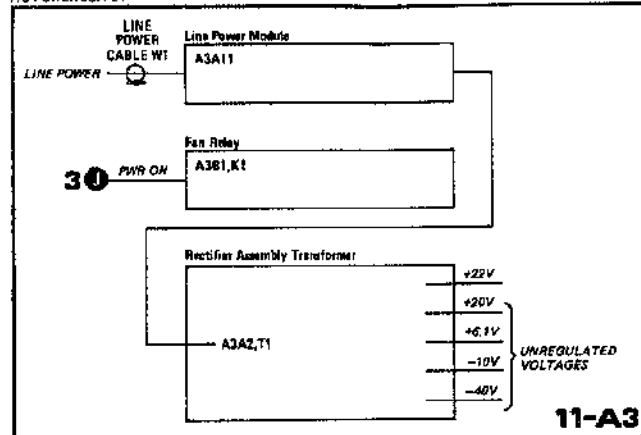 LINE
POWER
CABLE W1
Line Power Module
A3A11
LINE POWER
Fan Relay
A3B1,K1
3 J PWR ON
Rectifier Assembly Transformer
+22V
+20V
A3A2,T1
+6.1V
UNREGULATED
VOLTAGES
-10V
-40V
11-A3